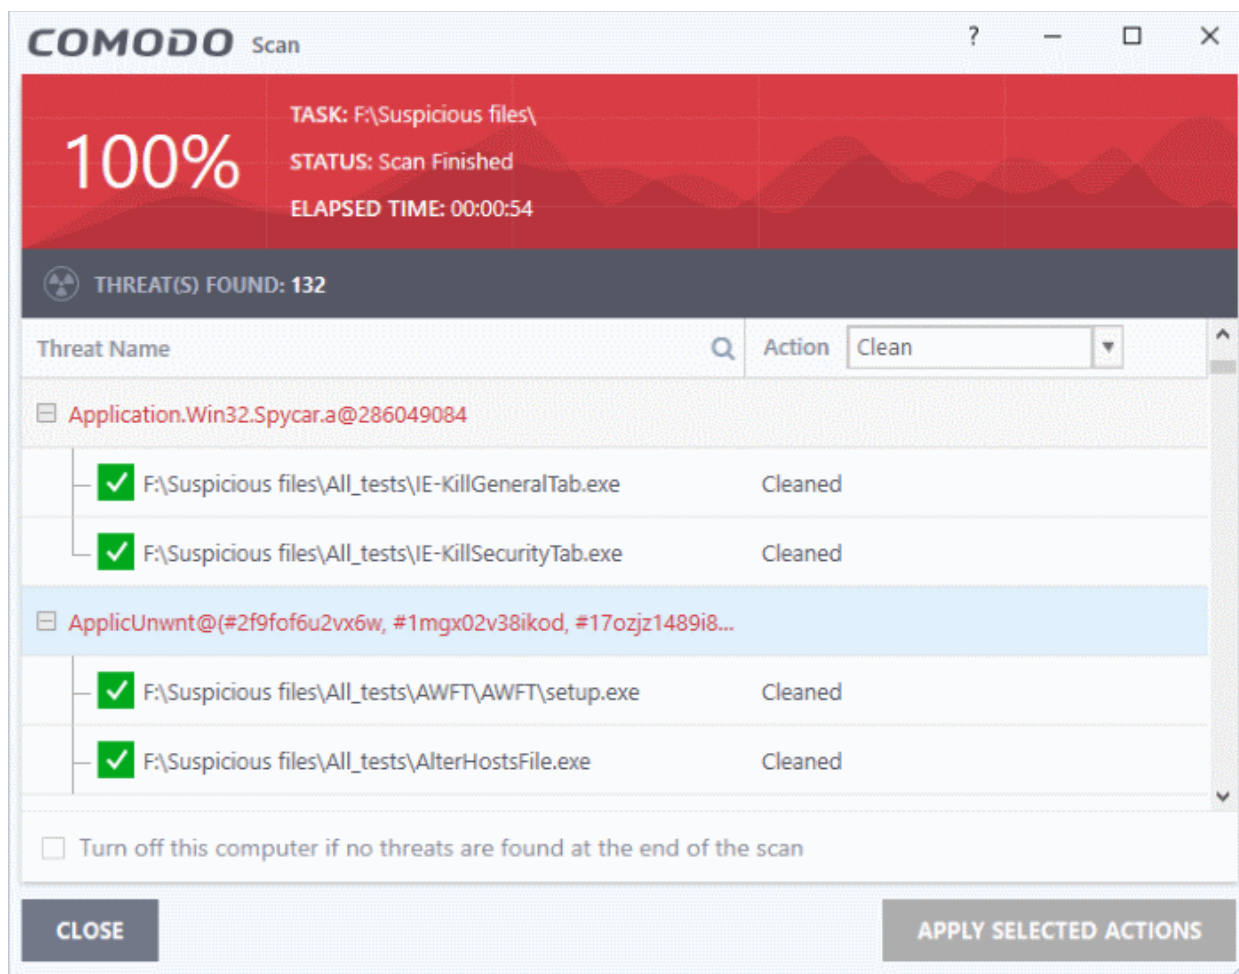 COMODO Scan ?
100%
TASK: F:\Suspicious files\
STATUS: Scan Finished
ELAPSED TIME: 00:00:54
THREAT(S) FOUND: 132
Threat Name Action Clean
Application.Win32.Spycar.a@286049084
F:\Suspicious files\All_tests\IE-KillGeneralTab.exe Cleaned
F:\Suspicious files\All_tests\IE-KillSecurityTab.exe Cleaned
ApplicUnwnt@(#2f9fof6u2vx6w, #1mgx02v38ikod, #17ozjz1489i8...
F:\Suspicious files\All_tests\AWFT\AWFT\setup.exe Cleaned
F:\Suspicious files\All_tests\AlterHostsFile.exe Cleaned
Turn off this computer if no threats are found at the end of the scan
CLOSE APPLY SELECTED ACTIONS